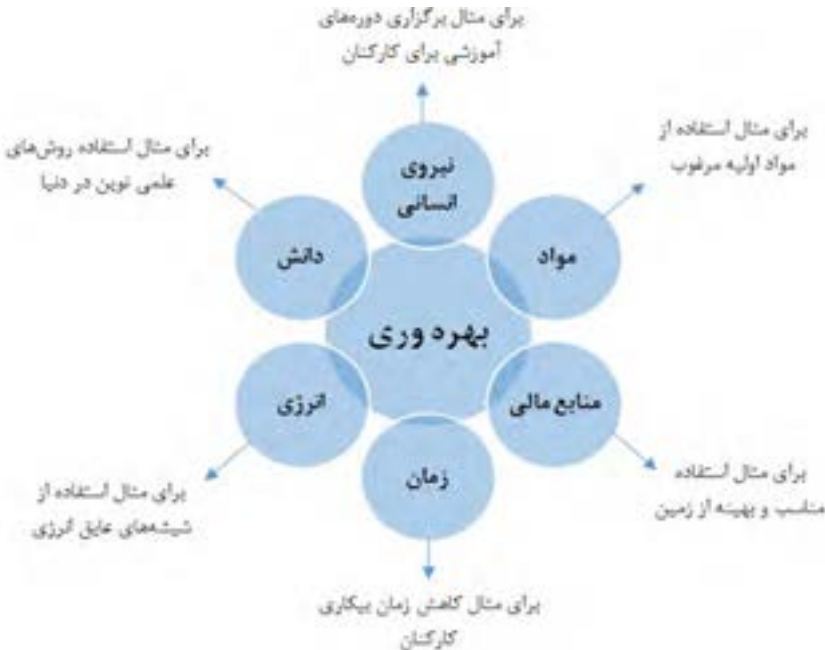 برای مثال برگزاری دوره‌های
آموزشی برای کارکنان
برای مثال استفاده از
مواد اولیه مرغوب
برای مثال استفاده روش‌های
علمی نوین در دنیا
نیروی
انسانی
مواد
دانش
بهره وری
منابع مالی
انرژی
زمان
برای مثال استفاده
مناسب و بهینه از زمین
برای مثال استفاده از
شیشه‌های عایق انرژی
برای مثال کاهش زمان بیکاری
کارکنان